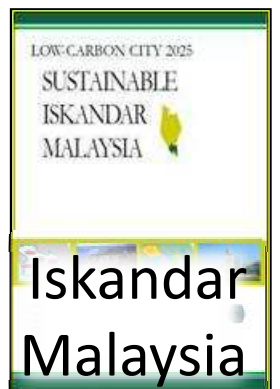 LOW-CARBON CITY 2025
SUSTAINABLE
ISKANDAR
MALAYSIA
Iskandar
Malaysia